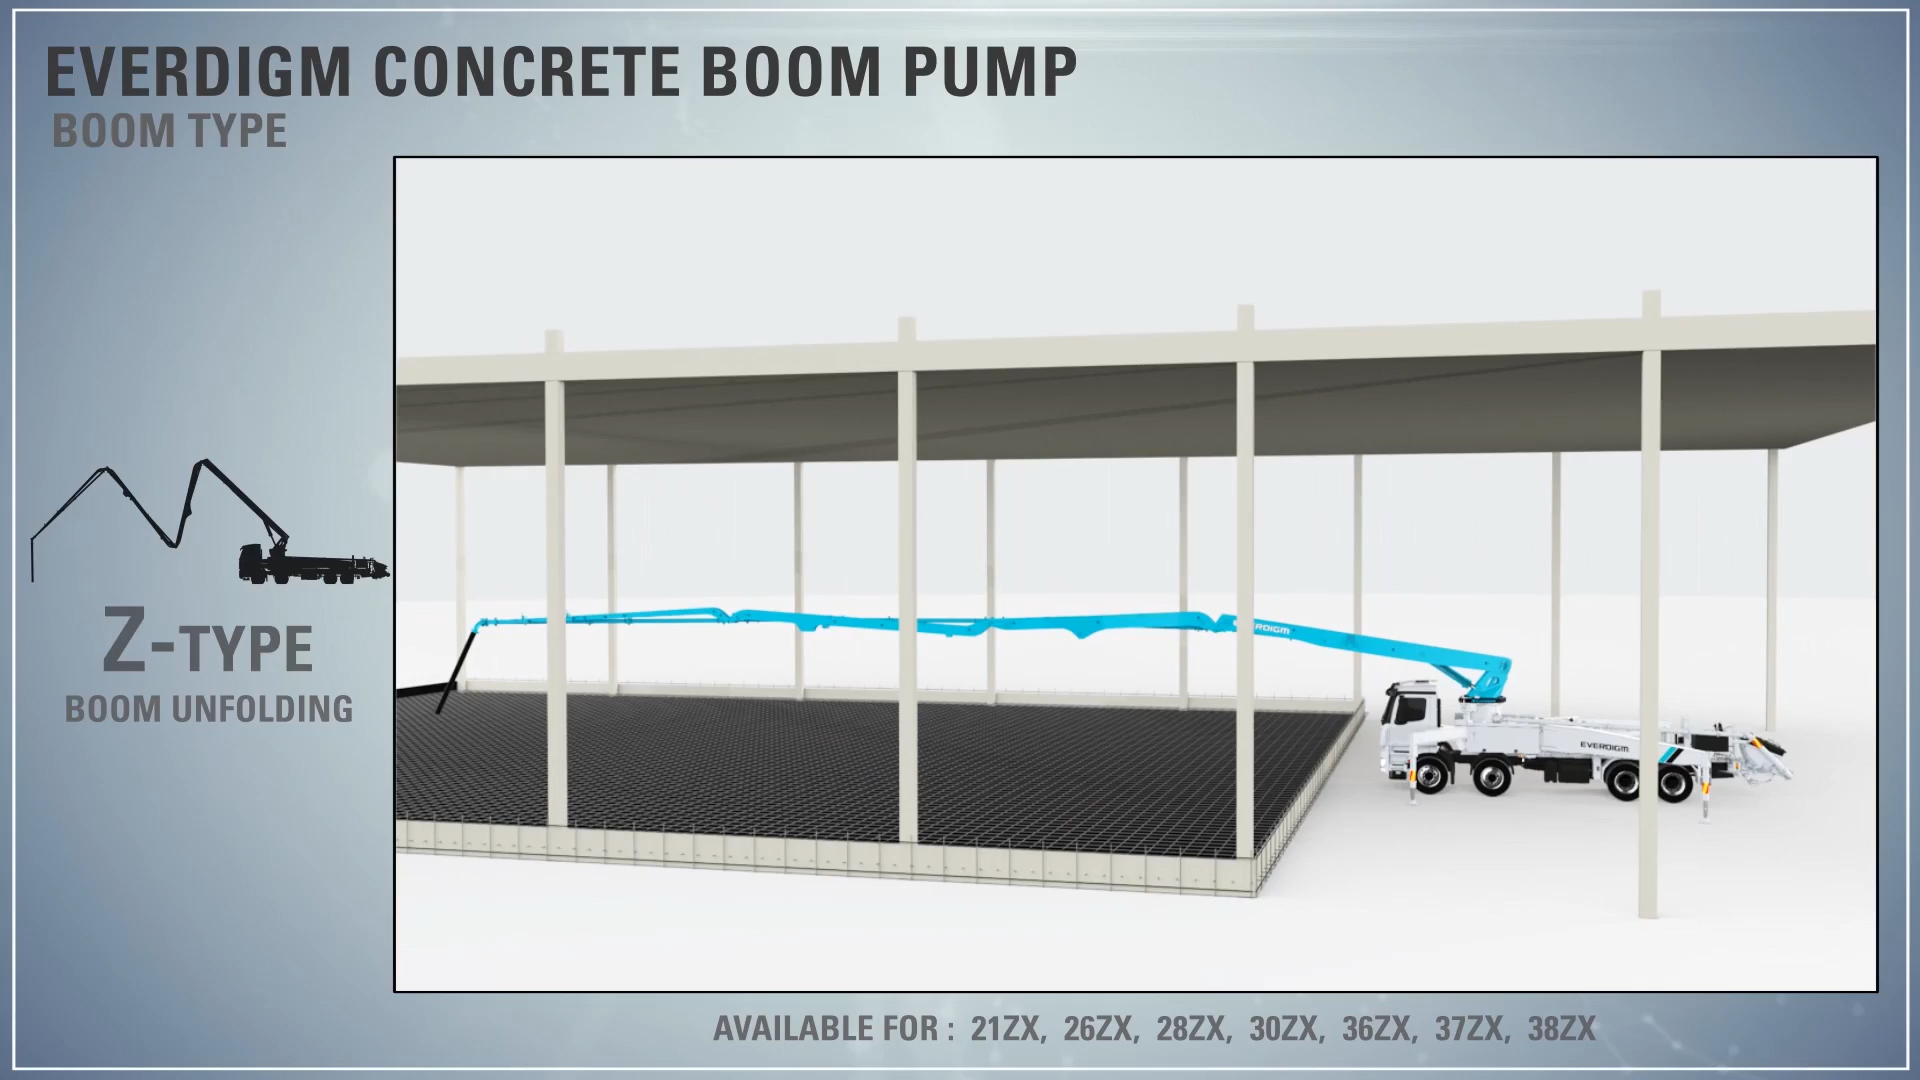 EVERDIGM CONCRETE BOOM PUMP
BOOM TYPE
RDIGM
EVERDIGM
Z-TYPE
BOOM UNFOLDING
AVAILABLE FOR : 21ZX, 26ZX, 28ZX, 30ZX, 36ZX, 37ZX, 38ZX